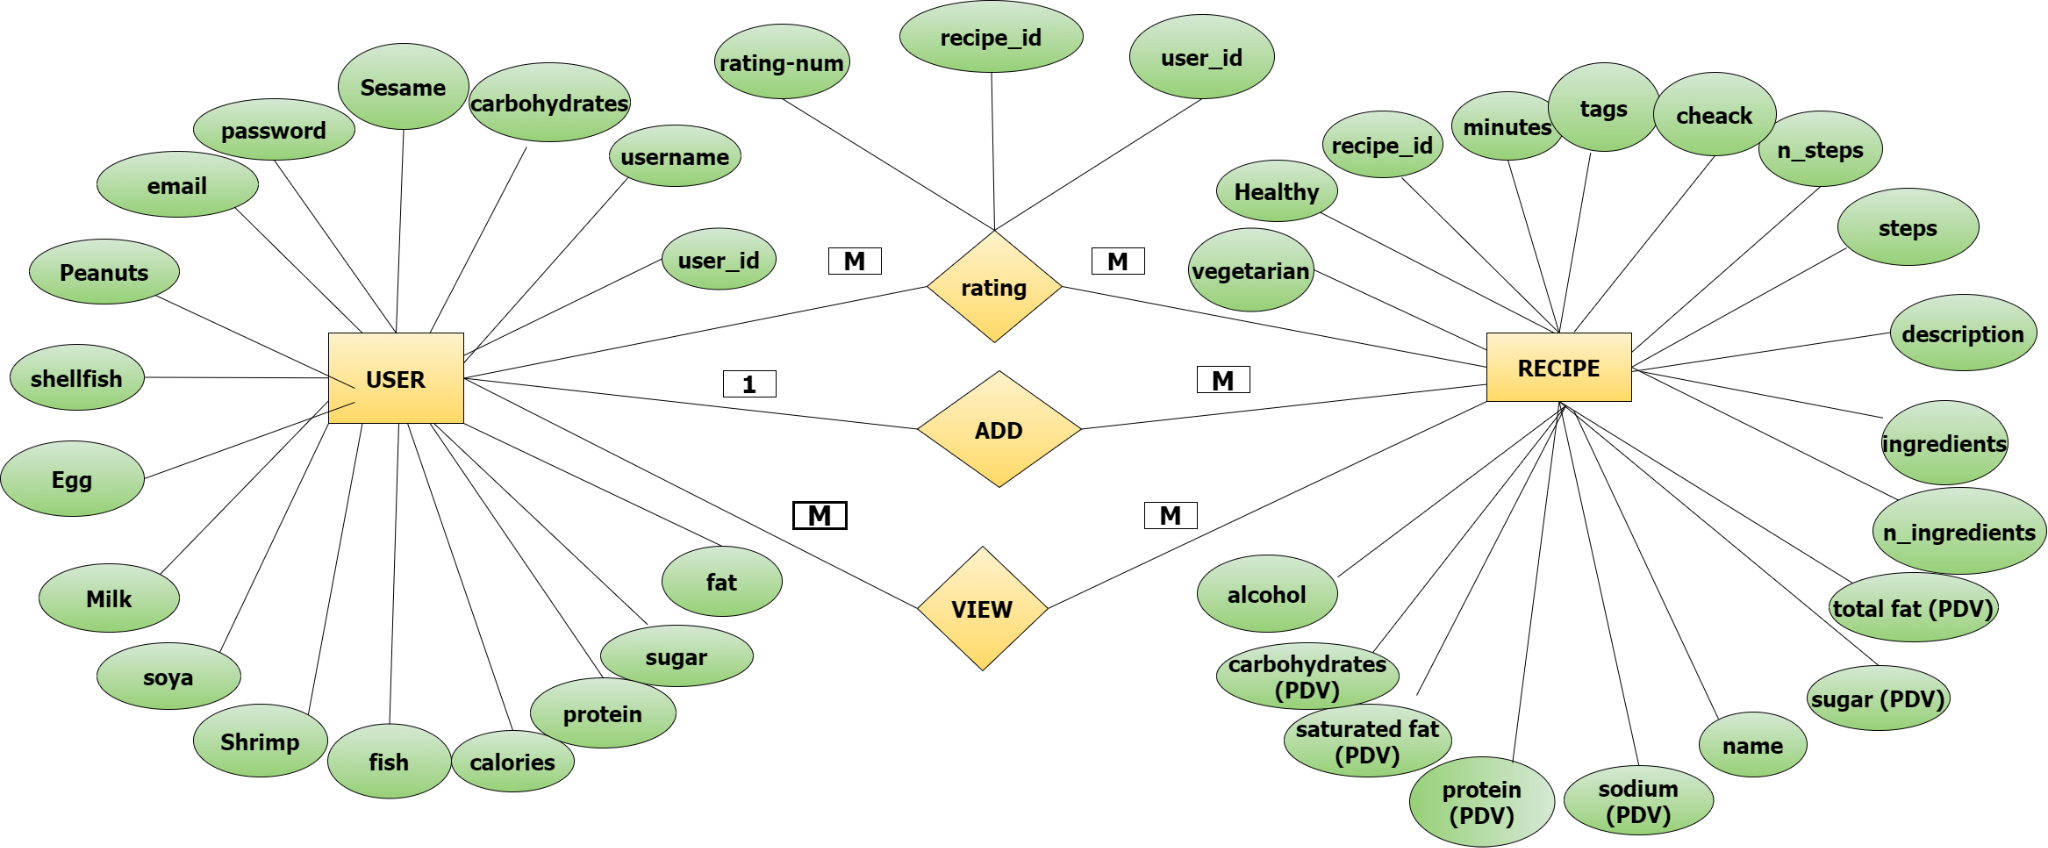 recipe_id
rating-num
user_id
Sesame
carbohydrates
password
username
email
user_id
Peanuts
shellfish
USER
Egg
Milk
soya
Shrimp
fish
calories
protein
sugar
fat
M
rating
M
1
ADD
M
M
VIEW
M
tags
cheack
minutes
n_steps
recipe_id
Healthy
steps
vegetarian
description
RECIPE
ingredients
n_ingredients
alcohol
total fat (PDV)
carbohydrates
(PDV)
sugar (PDV)
saturated fat
(PDV)
name
protein
(PDV)
sodium
(PDV)